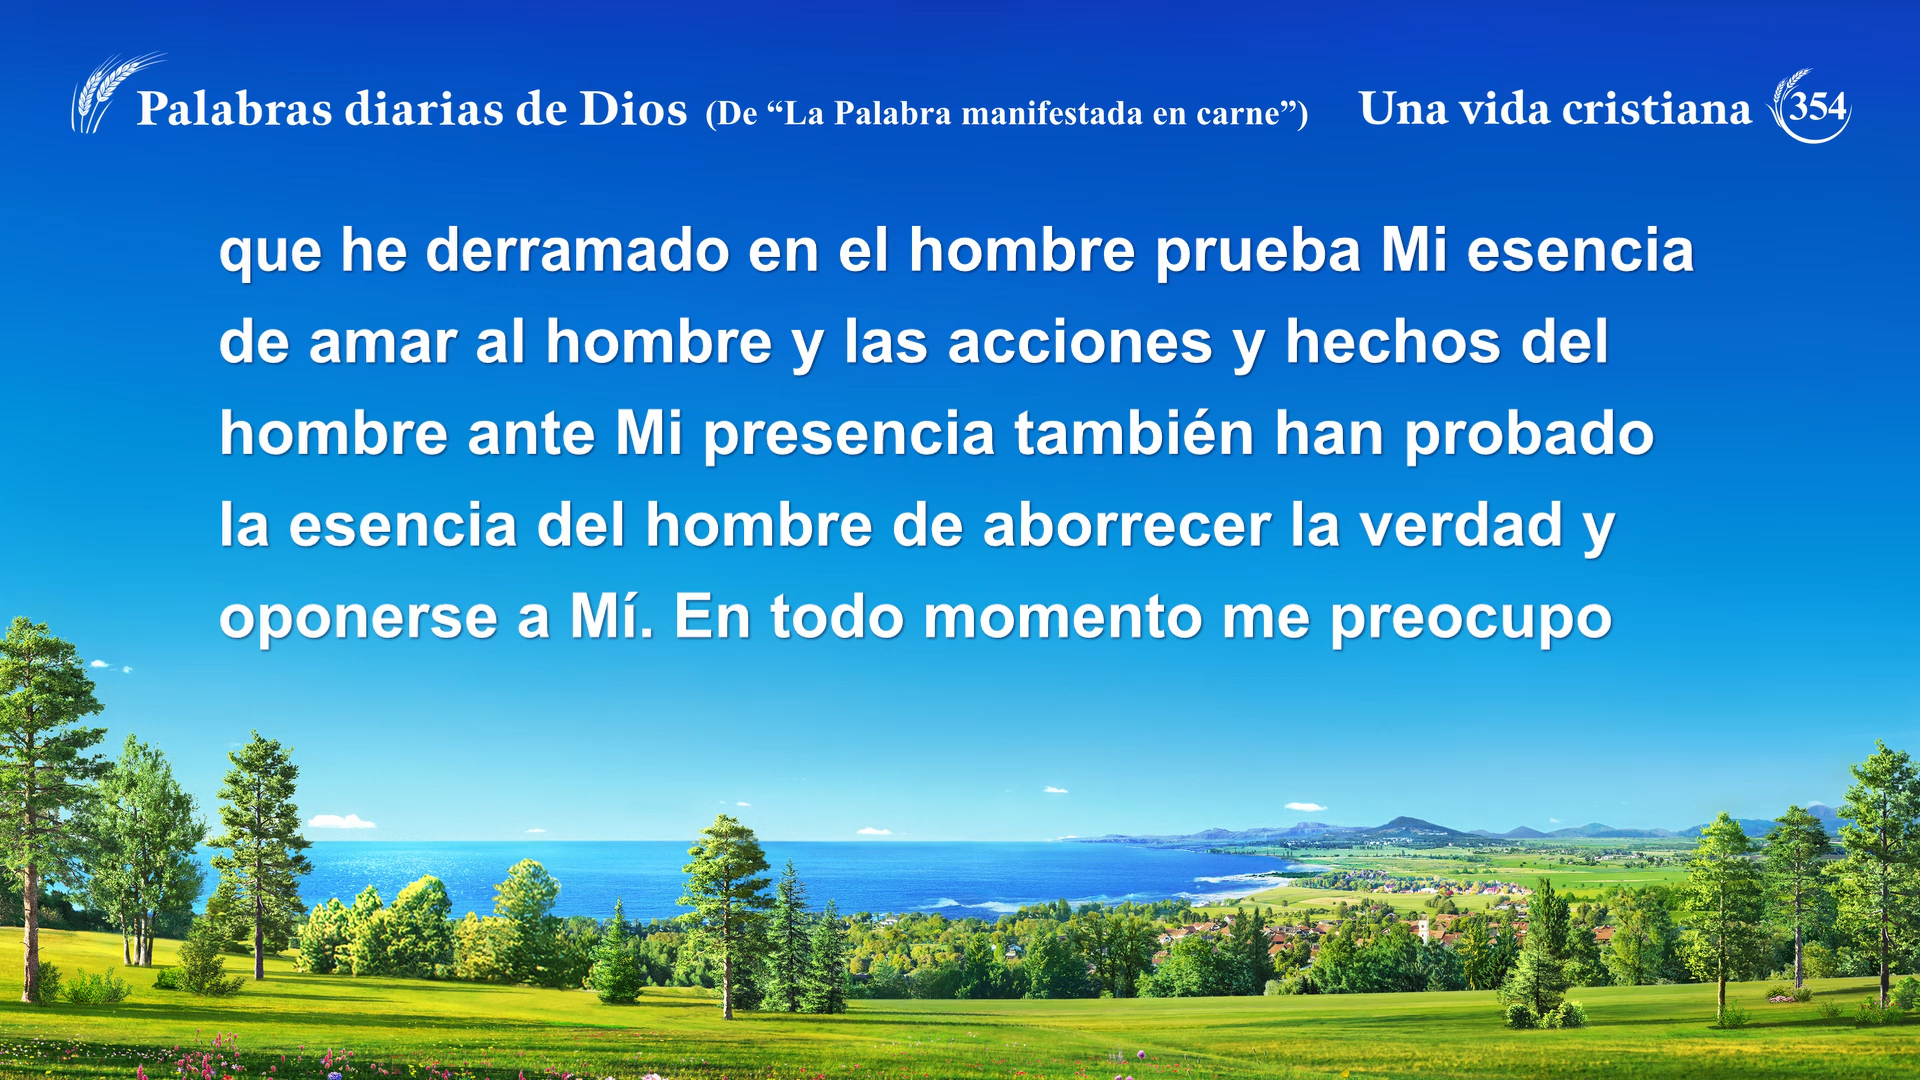 Palabras diarias de Dios (De “La Palabra manifestada en carne”) Una vida cristiana 354
que he derramado en el hombre prueba Mi esencia
de amar al hombre y las acciones y hechos del
hombre ante Mi presencia también han probado
la esencia del hombre de aborrecer la verdad y
oponerse a Mí. En todo momento me preocupo